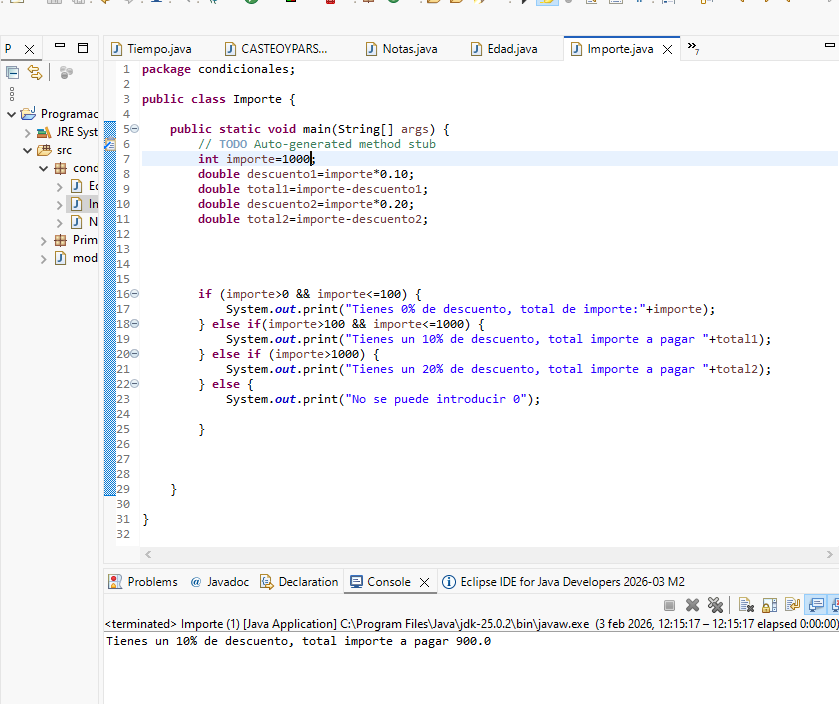 P
Tiempo.java
CASTEOYPARS...
Notas.java
Edad.java
Importe.java
»7
Programac
JRE Syst
src
cond
Ec
In
N
Prim
mod
1 package condicionales;
2
3 public class Importe {
4
5 public static void main(String[] args) {
6 // TODO Auto-generated method stub
7 int importe=1000;
8 double descuento1=importe*0.10;
9 double total1=importe-descuento1;
10 double descuento2=importe*0.20;
11 double total2=importe-descuento2;
12
13
14
15
16 if (importe>0 && importe<=100) {
17 System.out.print("Tienes 0% de descuento, total de importe:"+importe);
18 } else if(importe>100 && importe<=1000) {
19 System.out.print("Tienes un 10% de descuento, total importe a pagar "+total1);
20 } else if (importe>1000) {
21 System.out.print("Tienes un 20% de descuento, total importe a pagar "+total2);
22 } else {
23 System.out.print("No se puede introducir 0");
24
25 }
26
27
28
29 }
30
31 }
32
Problems
@ Javadoc
Declaration
Console
Eclipse IDE for Java Developers 2026-03 M2
<terminated> Importe (1) [Java Application] C:\Program Files\Java\jdk-25.0.2\bin\javaw.exe (3 feb 2026, 12:15:17 – 12:15:17 elapsed 0:00:00)
Tienes un 10% de descuento, total importe a pagar 900.0